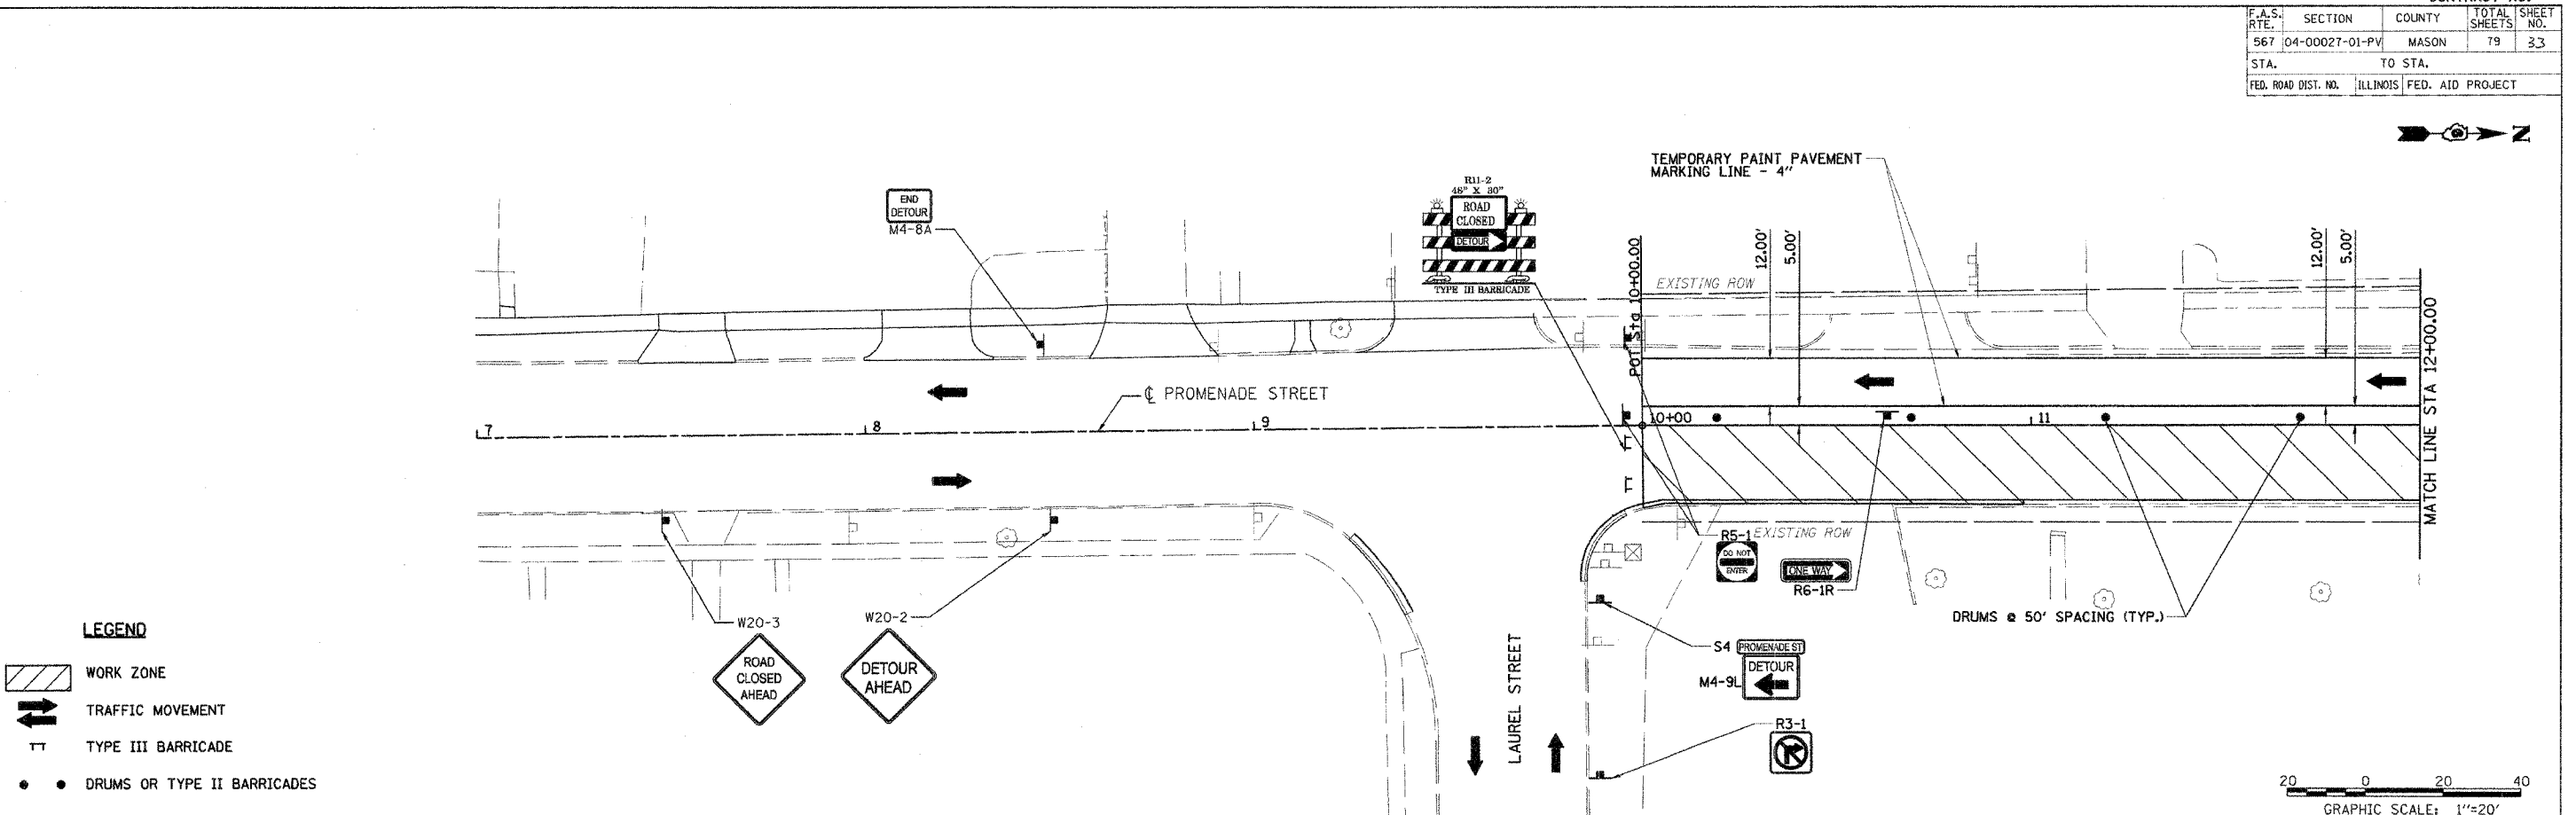 F.A.S. RTE. SECTION COUNTY TOTAL SHEETS SHEET NO.
567 04-00027-01-PV MASON 79 33
STA. TO STA.
FED. ROAD DIST. NO. ILLINOIS FED. AID PROJECT
N
TEMPORARY PAINT PAVEMENT
MARKING LINE - 4"
END
DETOUR
M4-8A
R11-2
48" X 30"
ROAD
CLOSED
DETOUR
TYPE III BARRICADE
POT Sta 10+00.00
EXISTING ROW
12.00'
5.00'
12.00'
5.00'
MATCH LINE STA 12+00.00
℄ PROMENADE STREET
7
8
9
10+00
11
R5-1
EXISTING ROW
DO NOT
ENTER
ONE WAY
R6-1R
DRUMS @ 50' SPACING (TYP.)
W20-3
ROAD
CLOSED
AHEAD
W20-2
DETOUR
AHEAD
LAUREL STREET
S4 PROMENADE ST
DETOUR
M4-9L
R3-1
LEGEND
WORK ZONE
TRAFFIC MOVEMENT
TYPE III BARRICADE
DRUMS OR TYPE II BARRICADES
20 0 20 40
GRAPHIC SCALE: 1"=20'